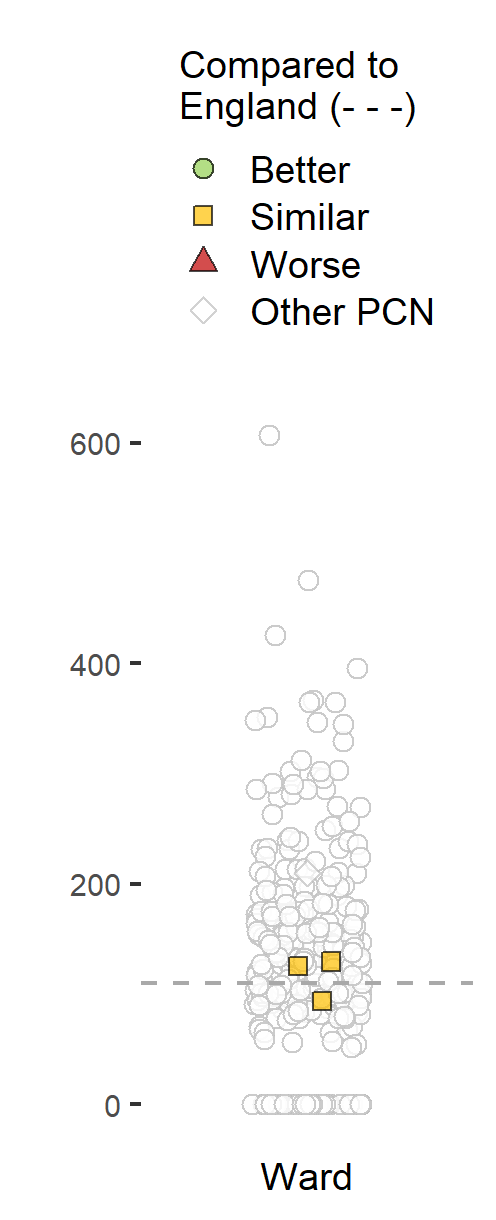 Compared to
England (- - -)
Better
Similar
Worse
Other PCN
600
400
200
0
Ward